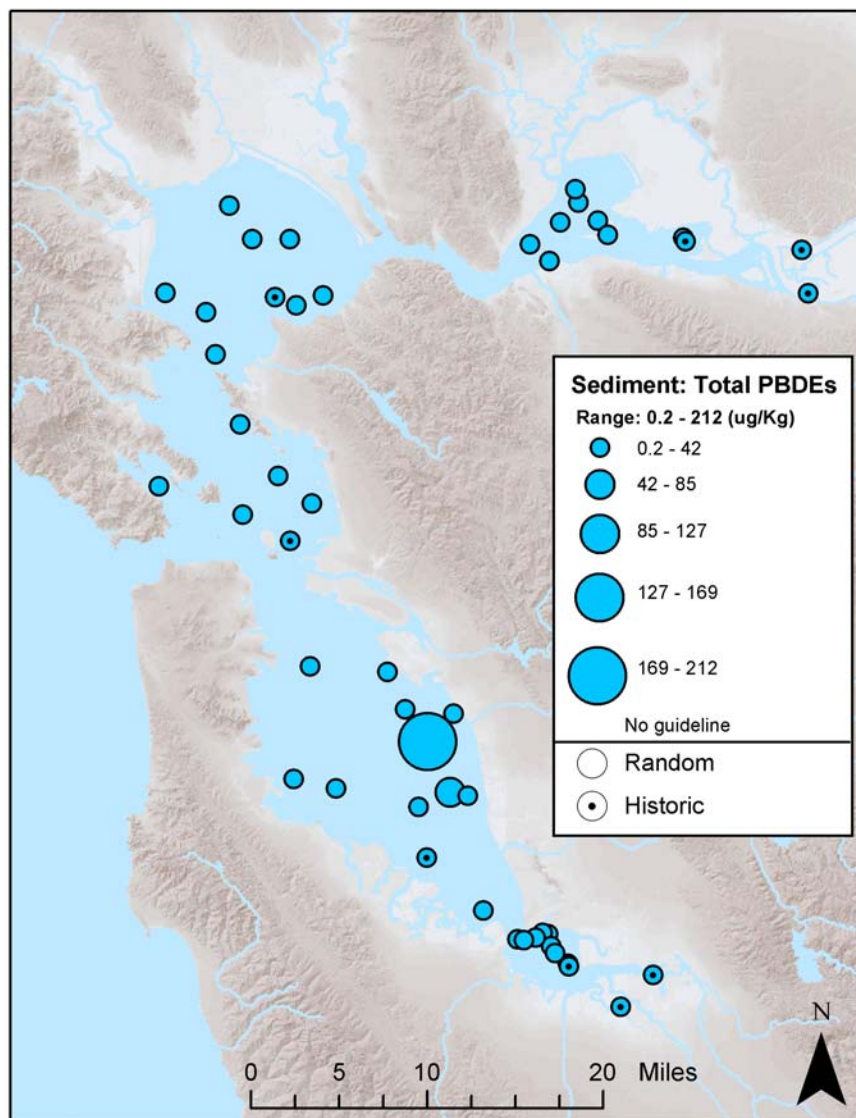 Sediment: Total PBDEs
Range: 0.2 - 212 (ug/Kg)
0.2 - 42
42 - 85
85 - 127
127 - 169
169 - 212
No guideline
Random
Historic
N
0 5 10 20 Miles